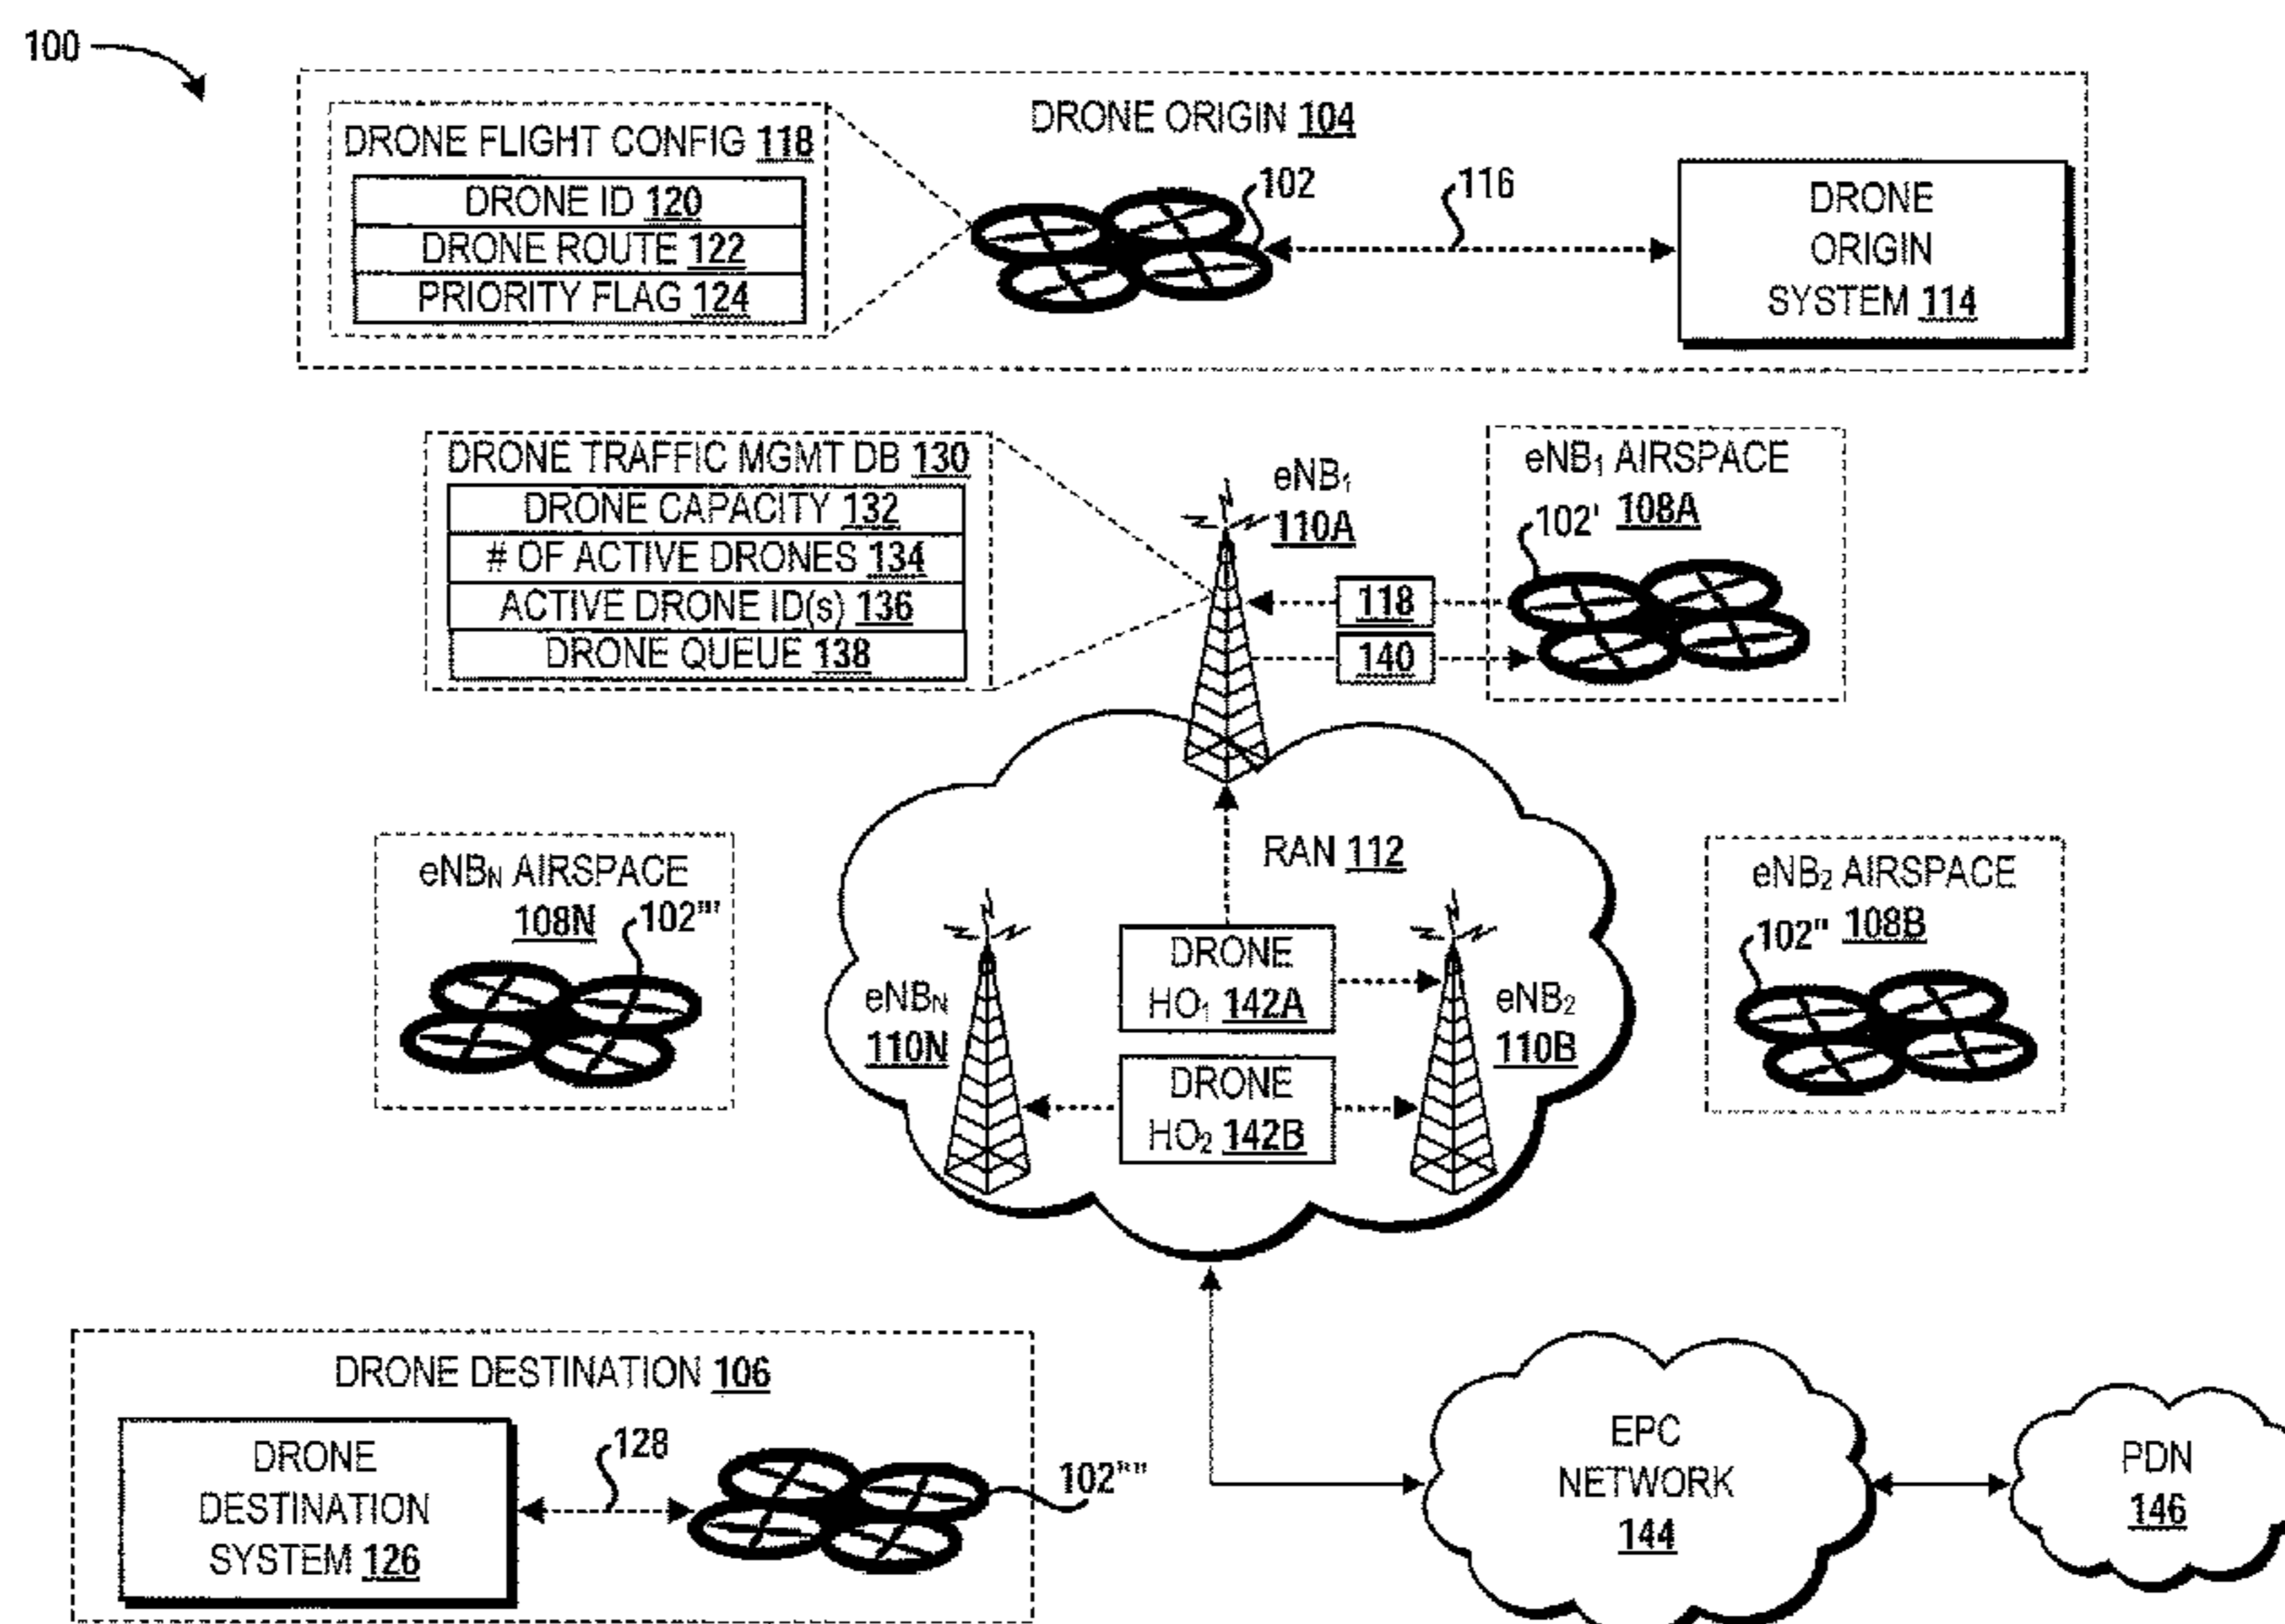 100
DRONE ORIGIN 104
DRONE FLIGHT CONFIG 118
DRONE ID 120
DRONE ROUTE 122
PRIORITY FLAG 124
102
116
DRONE
ORIGIN
SYSTEM 114
DRONE TRAFFIC MGMT DB 130
DRONE CAPACITY 132
# OF ACTIVE DRONES 134
ACTIVE DRONE ID(s) 136
DRONE QUEUE 138
eNB₁
110A
eNB₁ AIRSPACE
108A
102'
118
140
RAN 112
eNBN AIRSPACE
108N
102'''
eNB₂ AIRSPACE
108B
102''
DRONE
HO₁ 142A
eNBN
110N
eNB₂
110B
DRONE
HO₂ 142B
DRONE DESTINATION 106
DRONE
DESTINATION
SYSTEM 126
128
102''''
EPC
NETWORK
144
PDN
146